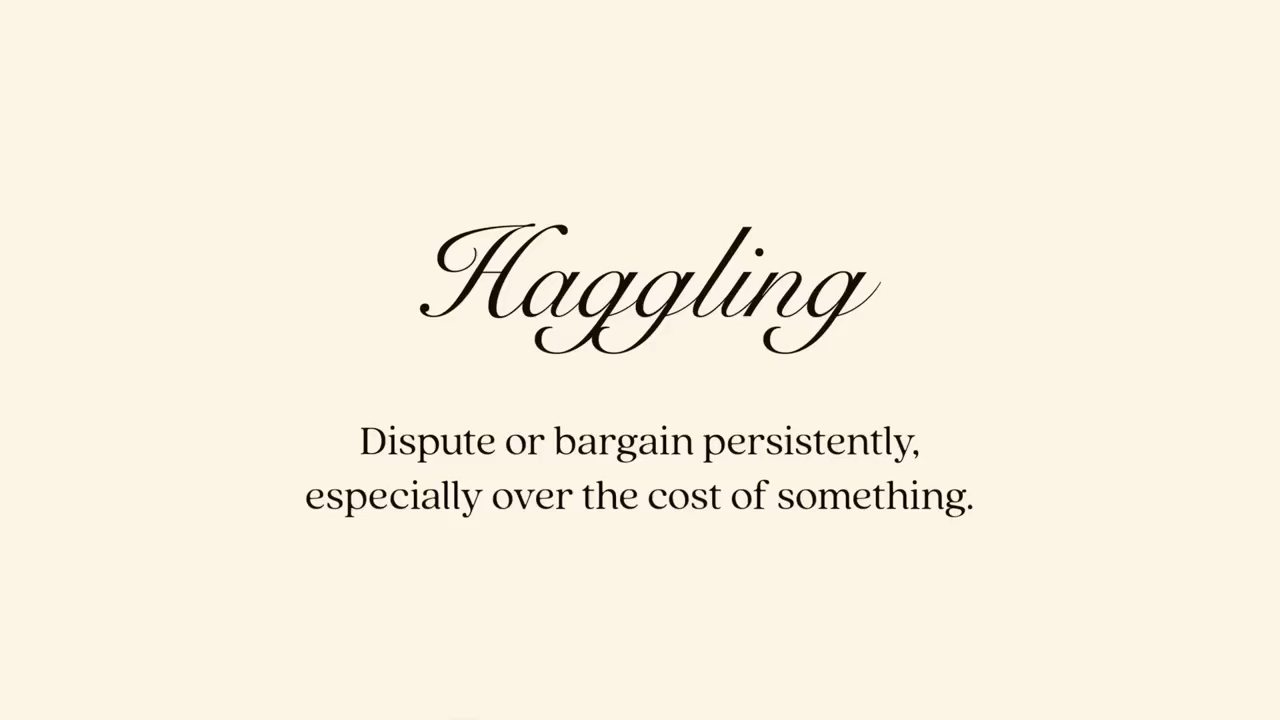 Haggling
Dispute or bargain persistently,
especially over the cost of something.